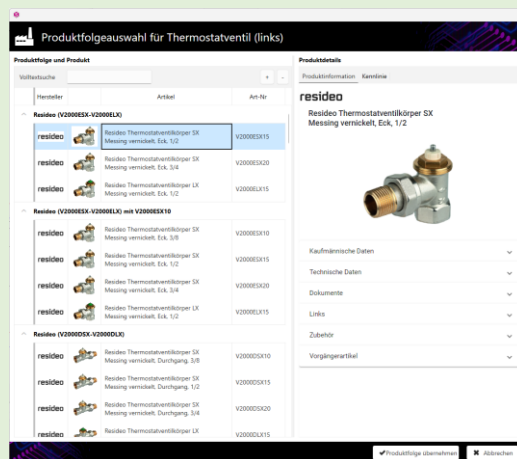 Produktfolgeauswahl für Thermostatventil (links)
Produktfolge und Produkt
Volltextsuche
+ -
Hersteller Artikel Art-Nr
Resideo (V2000ESX-V2000ELX)
resideo Resideo Thermostatventilkörper SX V2000ESX15
Messing vernickelt, Eck, 1/2
resideo Resideo Thermostatventilkörper SX V2000ESX20
Messing vernickelt, Eck, 3/4
resideo Resideo Thermostatventilkörper LX V2000ELX15
Messing vernickelt, Eck, 1/2
Resideo (V2000ESX-V2000ELX) mit V2000ESX10
resideo Resideo Thermostatventilkörper SX V2000ESX10
Messing vernickelt, Eck, 3/8
resideo Resideo Thermostatventilkörper SX V2000ESX15
Messing vernickelt, Eck, 1/2
resideo Resideo Thermostatventilkörper SX V2000ESX20
Messing vernickelt, Eck, 3/4
resideo Resideo Thermostatventilkörper LX V2000ELX15
Messing vernickelt, Eck, 1/2
Resideo (V2000DSX-V2000DLX)
resideo Resideo Thermostatventilkörper SX V2000DSX10
Messing vernickelt, Durchgang, 3/8
resideo Resideo Thermostatventilkörper SX V2000DSX15
Messing vernickelt, Durchgang, 1/2
resideo Resideo Thermostatventilkörper SX V2000DSX20
Messing vernickelt, Durchgang, 3/4
resideo Resideo Thermostatventilkörper LX V2000DLX15
Produktdetails
Produktinformation Kennlinie
resideo
Resideo Thermostatventilkörper SX
Messing vernickelt, Eck, 1/2
Kaufmännische Daten
Technische Daten
Dokumente
Links
Zubehör
Vorgängerartikel
Produktfolge übernehmen Abbrechen